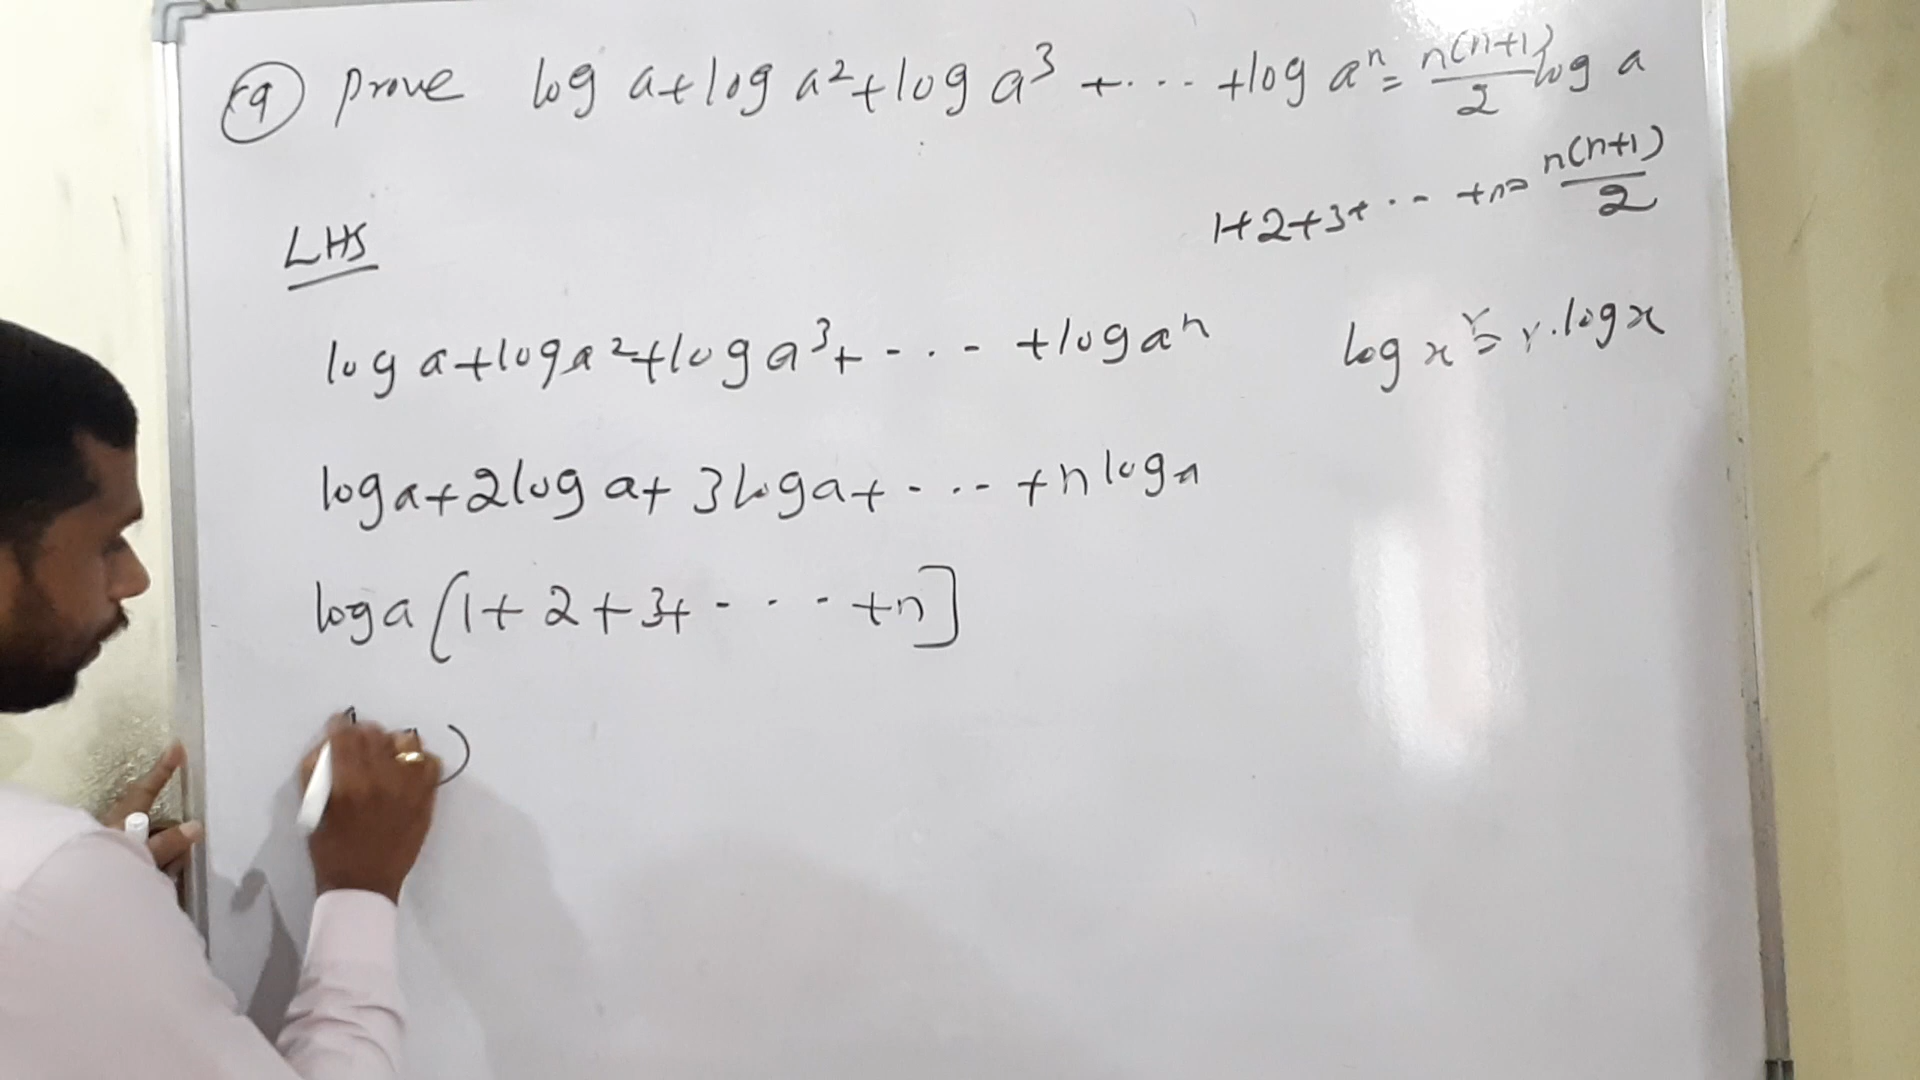 (9) prove log a+log a²+log a³ +... +log aⁿ= n(n+1)/2 log a
1+2+3+... +n= n(n+1)/2
LHS
log a+log a²+log a³+... +log aⁿ
log xʳ= r.log x
log a+2log a+3log a+... +n log a
log a[1+2+3+... +n]